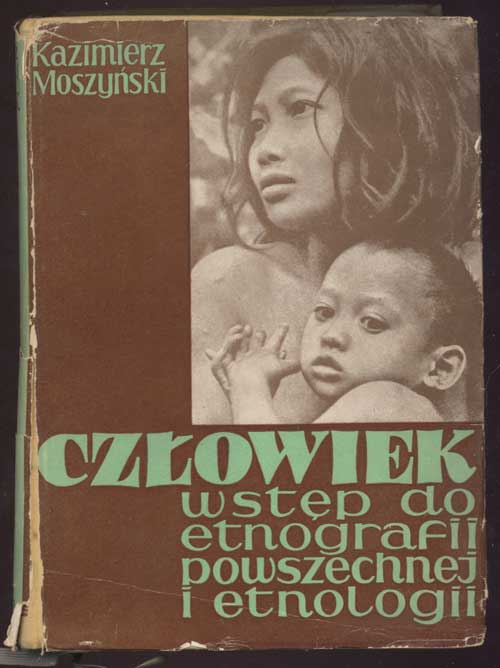 Kazimierz
Moszyński
CZŁOWIEK
wstęp do
etnografii
powszechnej
i etnologii